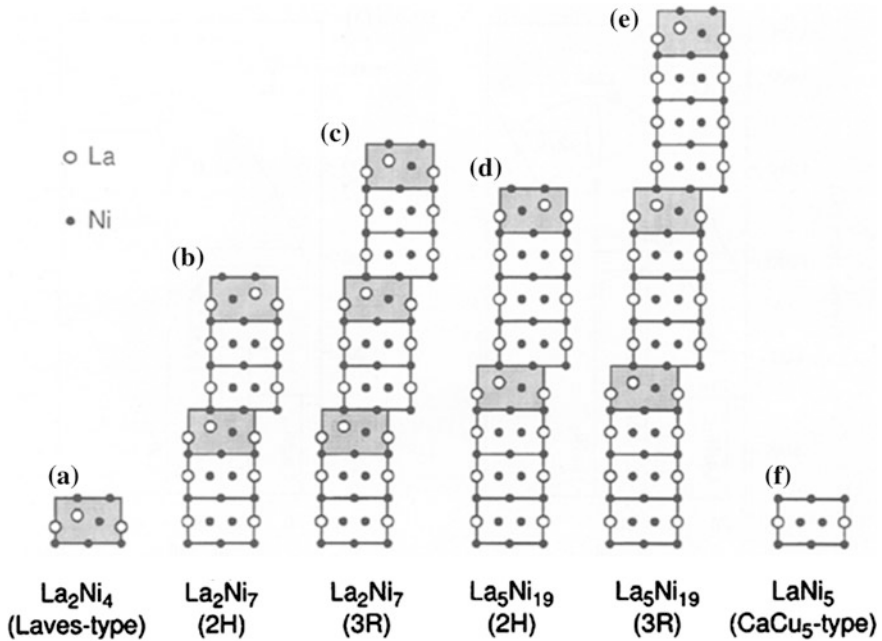 (e)
(c)
(d)
(b)
(a)
(f)
La
Ni
La₂Ni₄
(Laves-type)
La₂Ni₇
(2H)
La₂Ni₇
(3R)
La₅Ni₁₉
(2H)
La₅Ni₁₉
(3R)
LaNi₅
(CaCu₅-type)